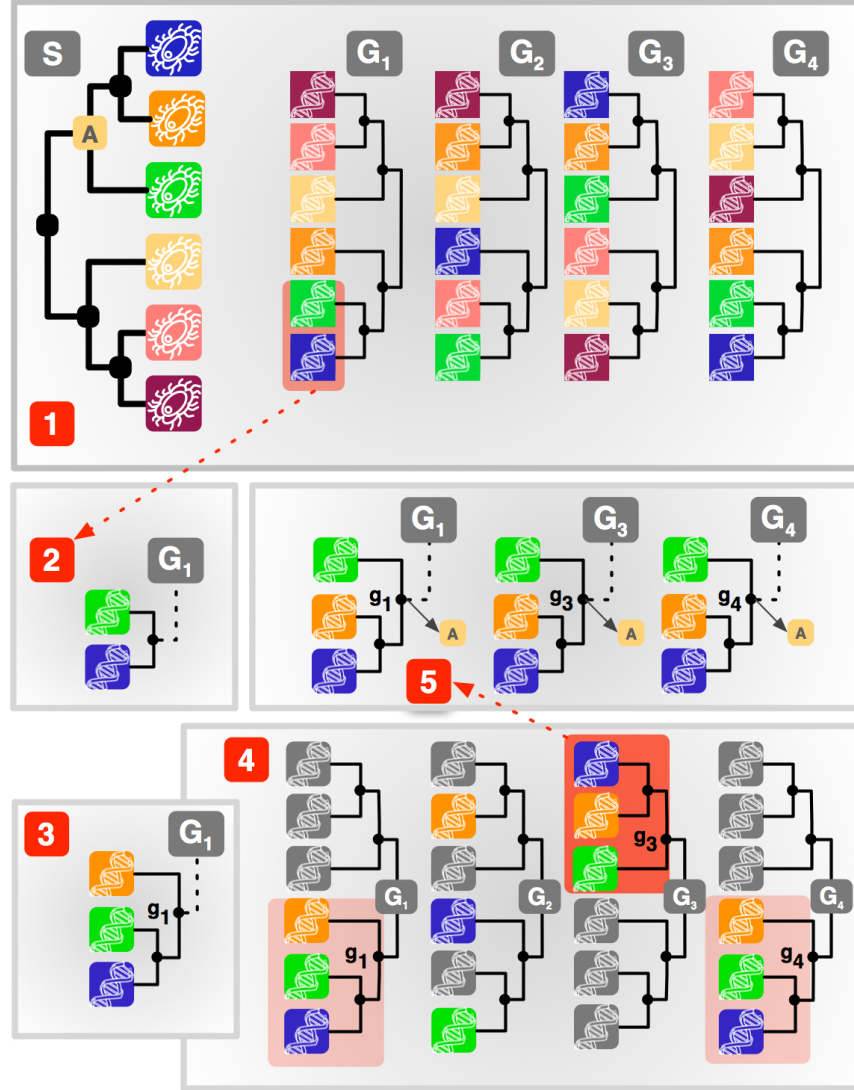 S G₁ G₂ G₃ G₄
A
1
2 G₁
G₁ G₃ G₄
g₁ g₃ g₄
A A A
5
4
3 G₁
g₁
g₃
G₁ G₂ G₃ G₄
g₁ g₄